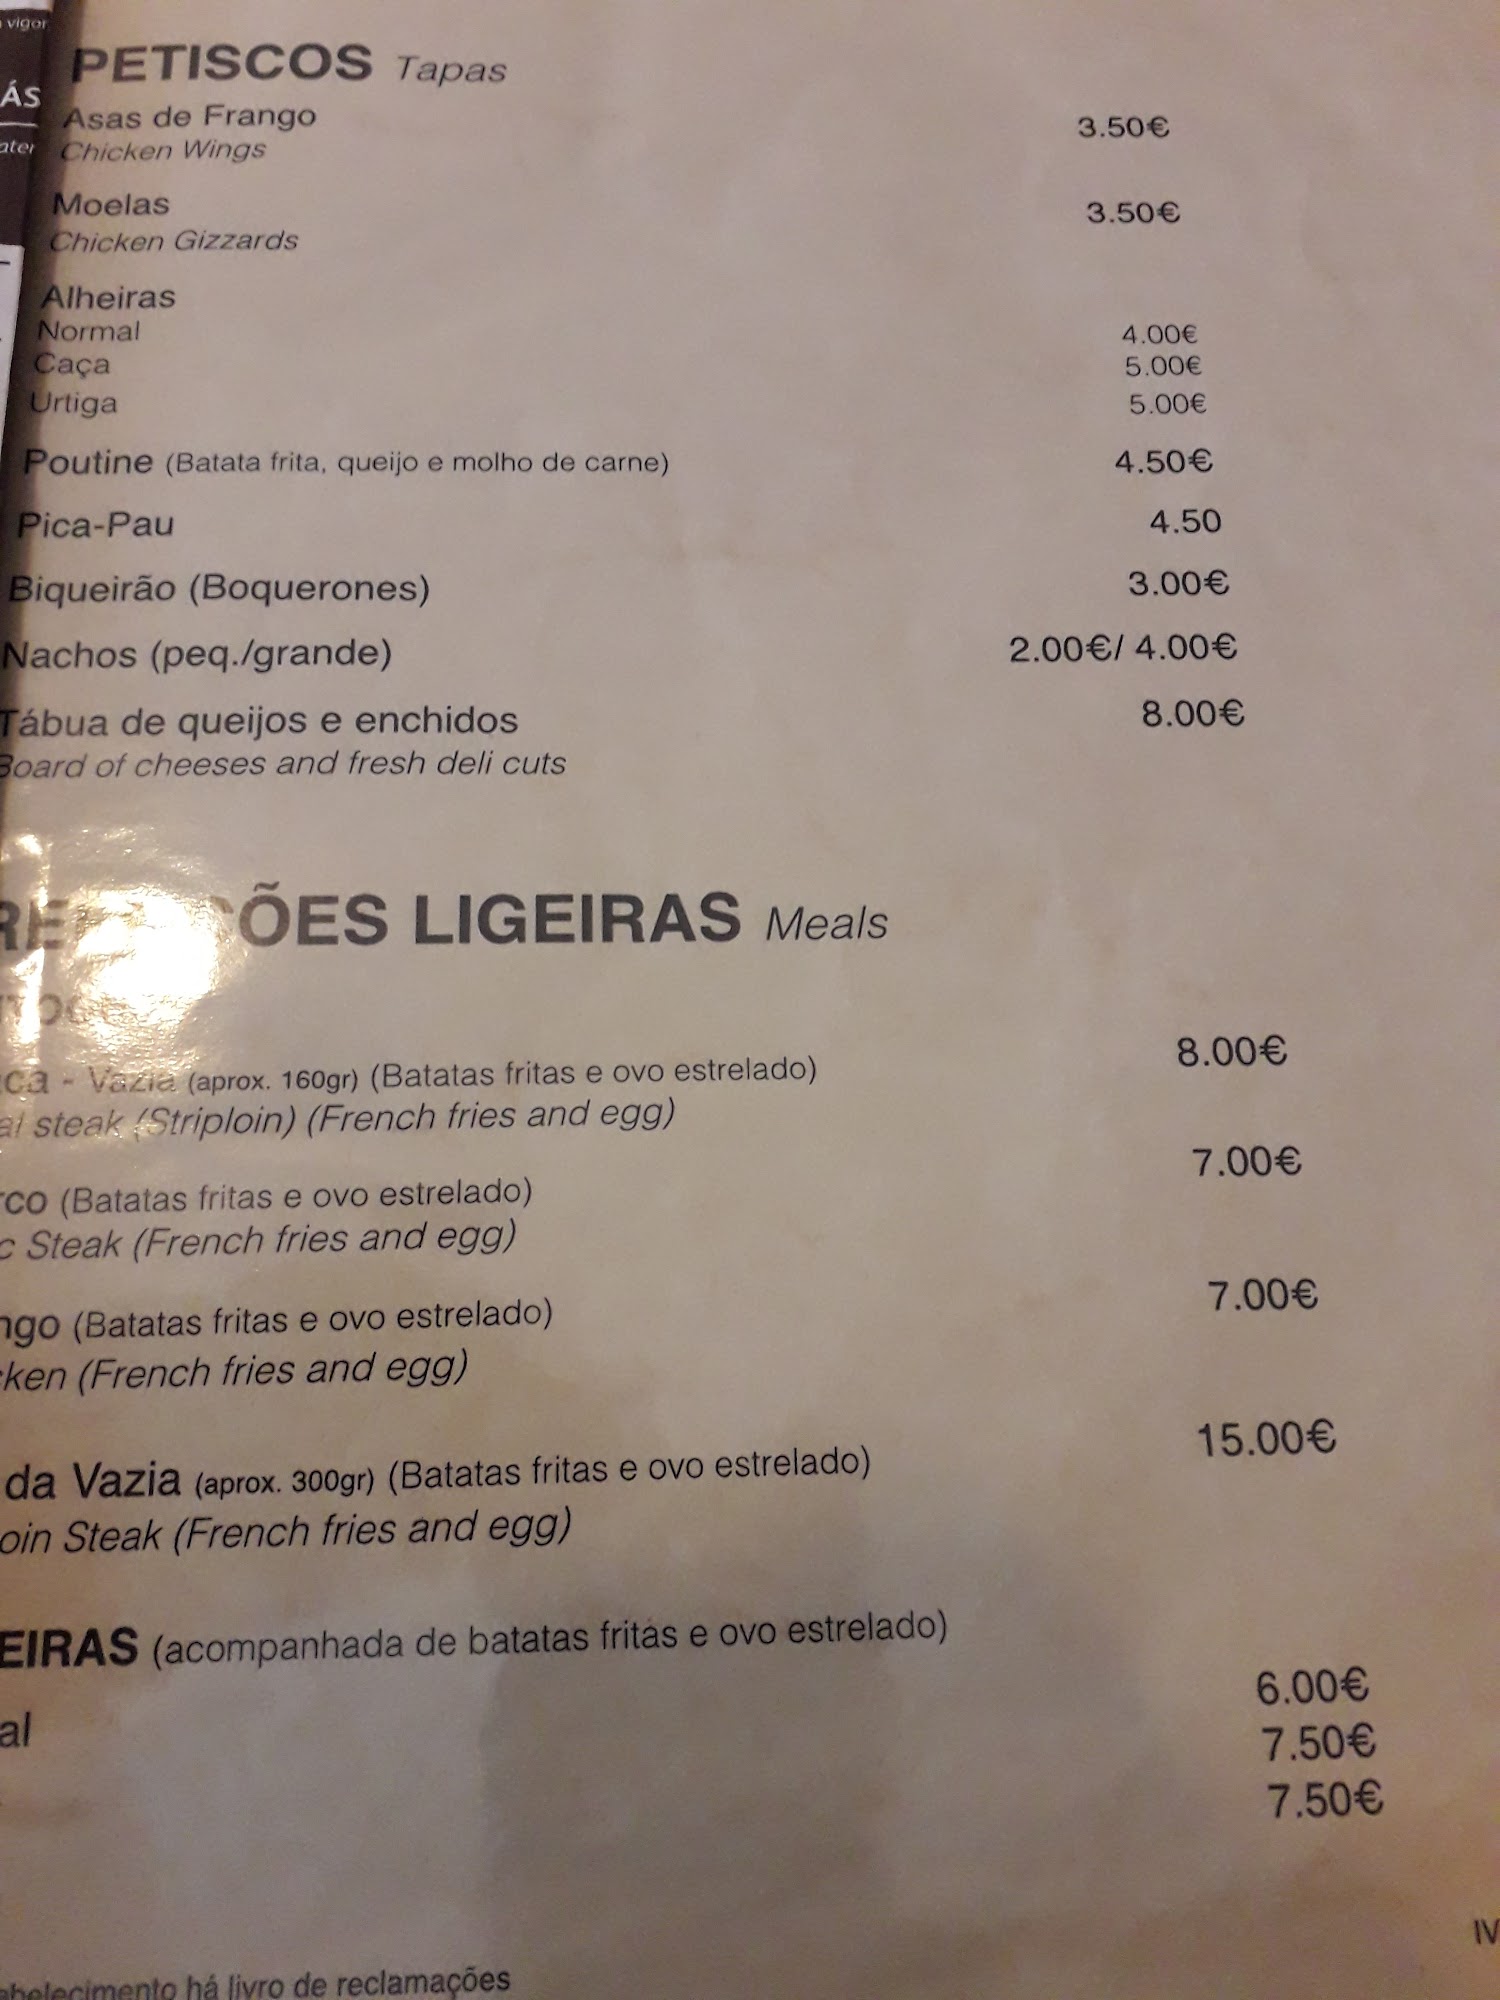 vigor
ÁS
PETISCOS Tapas
Asas de Frango 3.50€
Chicken Wings
Moelas 3.50€
Chicken Gizzards
Alheiras
Normal 4.00€
Caça 5.00€
Urtiga 5.00€
Poutine (Batata frita, queijo e molho de carne) 4.50€
Pica-Pau 4.50
Biqueirão (Boquerones) 3.00€
Nachos (peq./grande) 2.00€/ 4.00€
Tábua de queijos e enchidos 8.00€
Board of cheeses and fresh deli cuts
ÕES LIGEIRAS Meals
ca - Vazia (aprox. 160gr) (Batatas fritas e ovo estrelado) 8.00€
al steak (Striploin) (French fries and egg)
rco (Batatas fritas e ovo estrelado) 7.00€
c Steak (French fries and egg)
ngo (Batatas fritas e ovo estrelado) 7.00€
cken (French fries and egg)
da Vazia (aprox. 300gr) (Batatas fritas e ovo estrelado) 15.00€
oin Steak (French fries and egg)
EIRAS (acompanhada de batatas fritas e ovo estrelado)
al 6.00€
7.50€
7.50€
IV
abelecimento há livro de reclamações